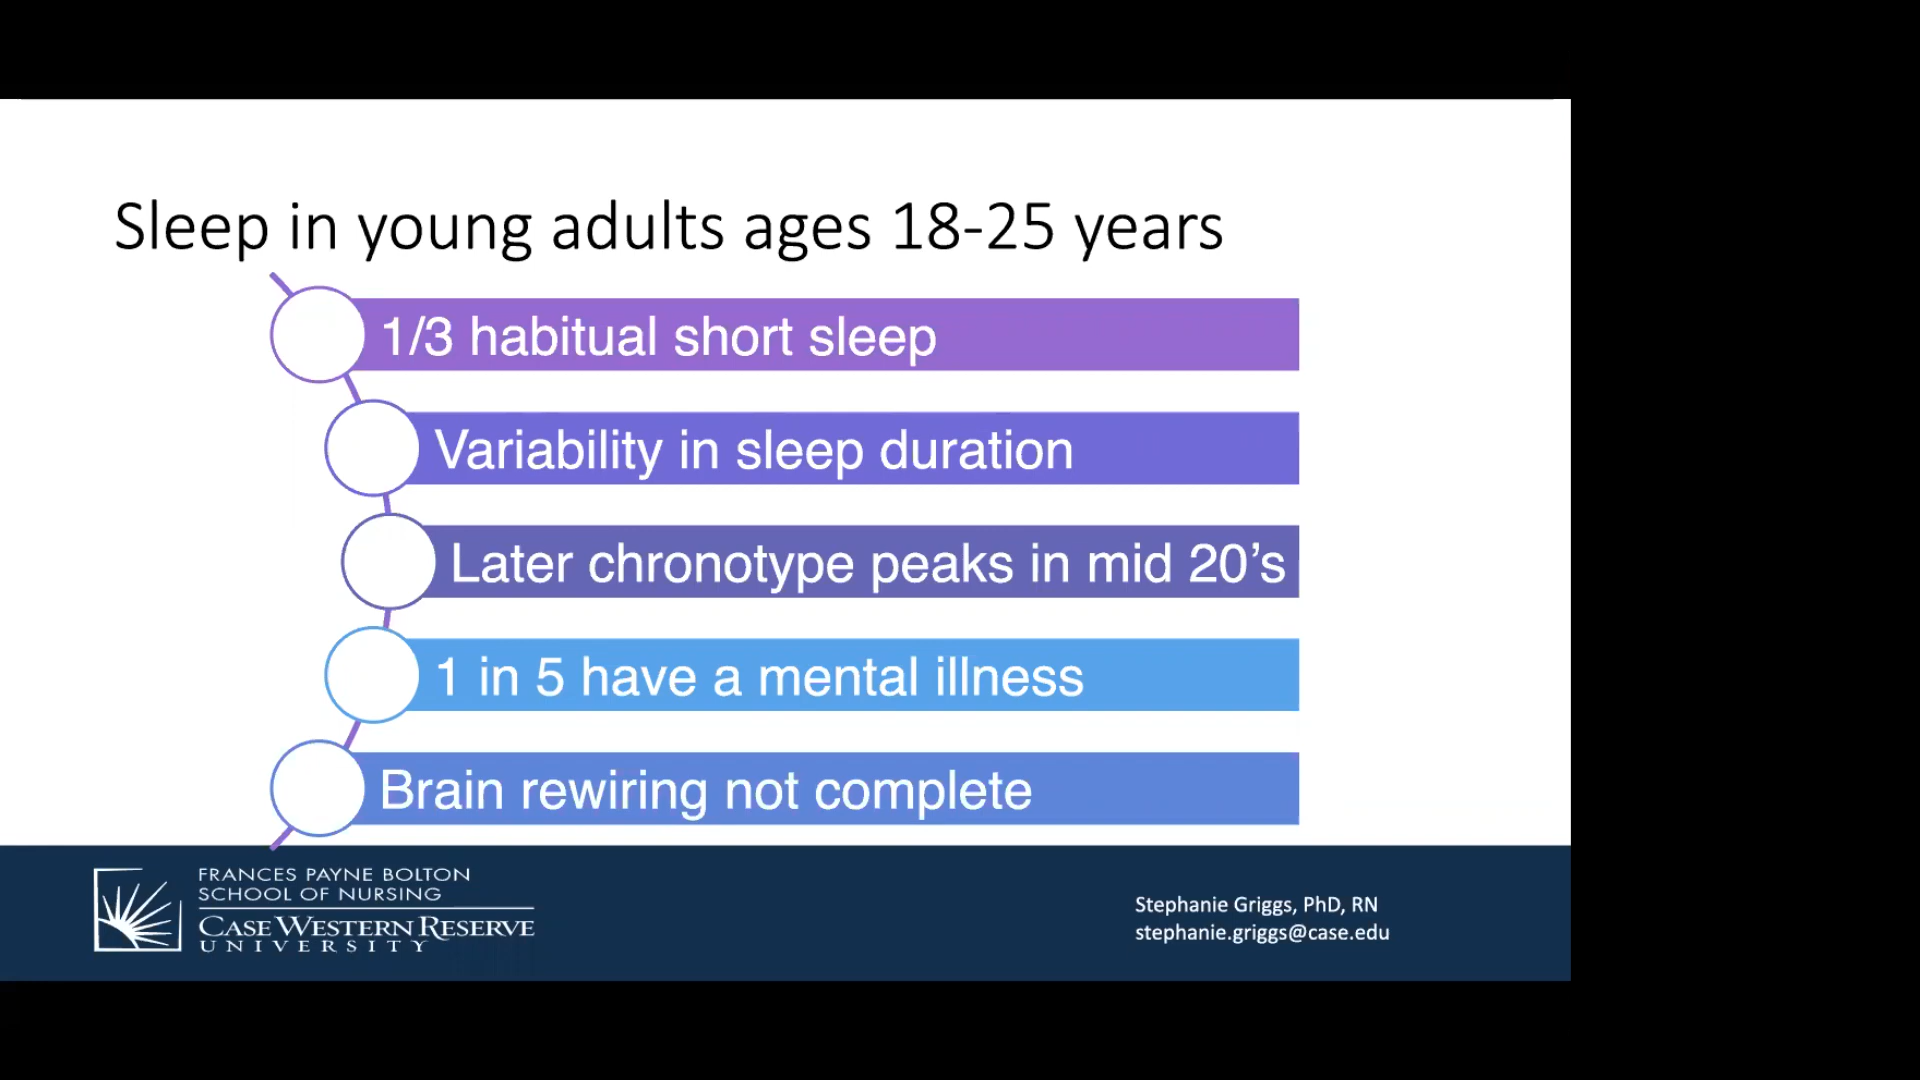 Sleep in young adults ages 18-25 years
1/3 habitual short sleep
Variability in sleep duration
Later chronotype peaks in mid 20’s
1 in 5 have a mental illness
Brain rewiring not complete
FRANCES PAYNE BOLTON
SCHOOL OF NURSING
CASE WESTERN RESERVE
UNIVERSITY
Stephanie Griggs, PhD, RN
stephanie.griggs@case.edu